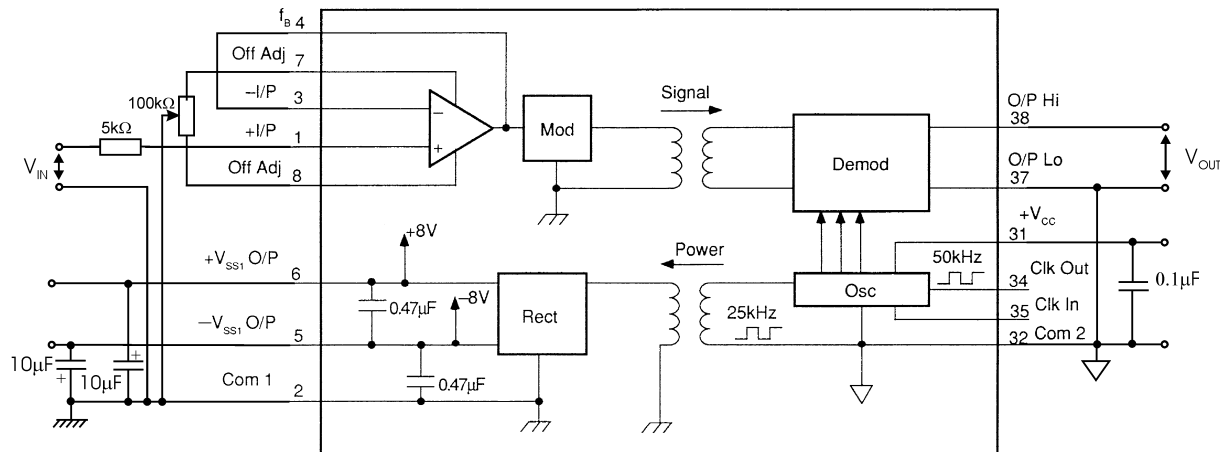 f_B 4
Off Adj 7
−I/P 3
100kΩ
5kΩ
+I/P 1
V_IN
Off Adj 8
−
+
Mod
Signal
Demod
O/P Hi 38
O/P Lo 37
V_OUT
+V_SS1 O/P 6
+8V
0.47μF
−8V
Rect
Power
25kHz
Osc
50kHz
+V_CC 31
Clk Out 34
Clk In 35
Com 2 32
0.1μF
−V_SS1 O/P 5
10μF +
10μF +
Com 1 2
0.47μF